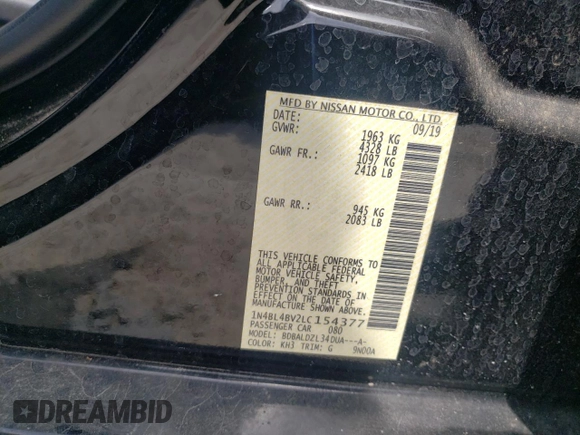 MFD BY NISSAN MOTOR CO., LTD.
DATE: 09/19
GVWR: 1963 KG
4328 LB
GAWR FR.: 1097 KG
2418 LB
GAWR RR.: 945 KG
2083 LB
THIS VEHICLE CONFORMS TO
ALL APPLICABLE FEDERAL
MOTOR VEHICLE SAFETY,
BUMPER, AND THEFT
PREVENTION STANDARDS IN
EFFECT ON THE DATE OF
MANUFACTURE SHOWN ABOVE.
1N4BL4BV2LC154377
PASSENGER CAR 080
MODEL: BDBALDZL34DUA---A-
COLOR: KH3 TRIM: G 9N00A
DREAMBID